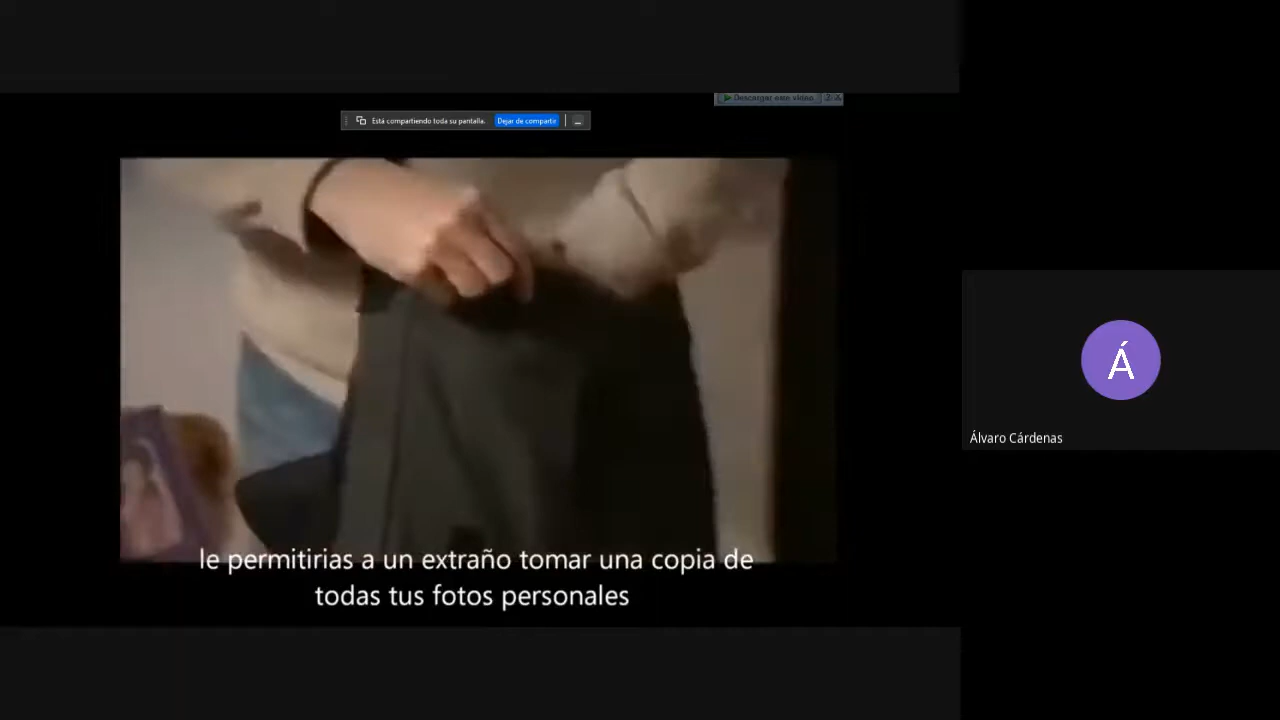 Descargar este video
Está compartiendo toda su pantalla.
Dejar de compartir
le permitirias a un extraño tomar una copia de
todas tus fotos personales
Á
Álvaro Cárdenas